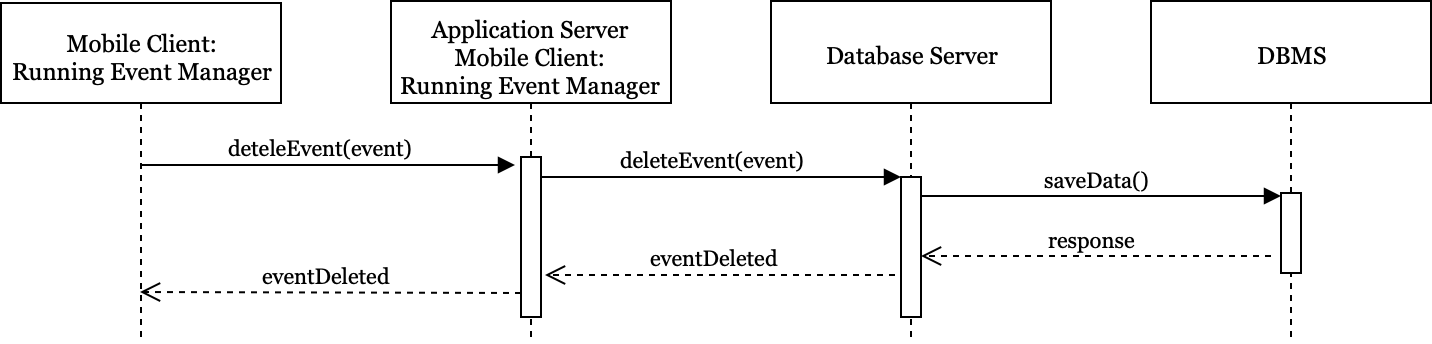 Mobile Client:
Running Event Manager
Application Server
Mobile Client:
Running Event Manager
Database Server
DBMS
deteleEvent(event)
deleteEvent(event)
saveData()
response
eventDeleted
eventDeleted